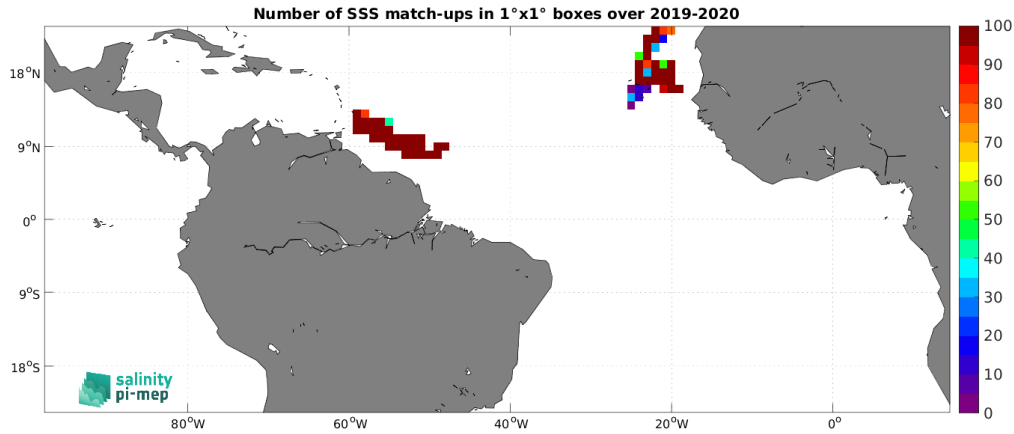 Number of SSS match-ups in 1°x1° boxes over 2019-2020
18°N
9°N
0°
9°S
18°S
80°W
60°W
40°W
20°W
0°
100
90
80
70
60
50
40
30
20
10
0
salinity
pi-mep